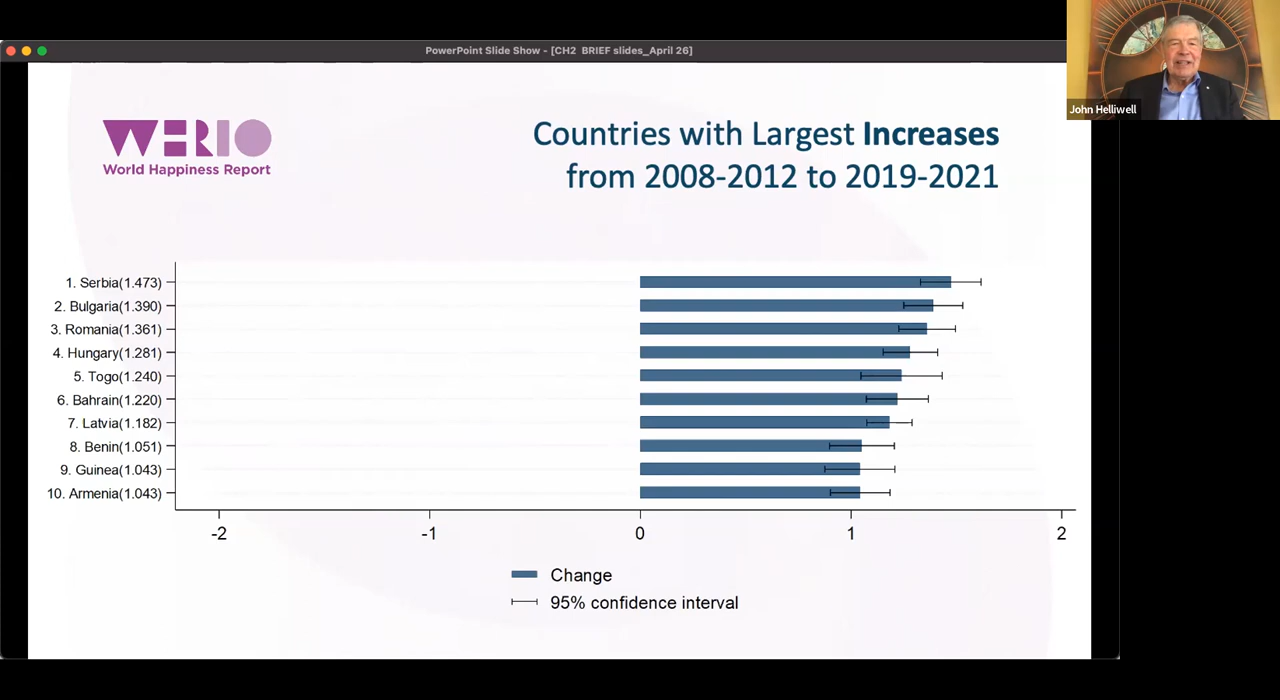 PowerPoint Slide Show - [CH2 BRIEF slides_April 26]
John Helliwell
World Happiness Report
Countries with Largest Increases
from 2008-2012 to 2019-2021
1. Serbia(1.473)
2. Bulgaria(1.390)
3. Romania(1.361)
4. Hungary(1.281)
5. Togo(1.240)
6. Bahrain(1.220)
7. Latvia(1.182)
8. Benin(1.051)
9. Guinea(1.043)
10. Armenia(1.043)
-2 -1 0 1 2
Change
95% confidence interval